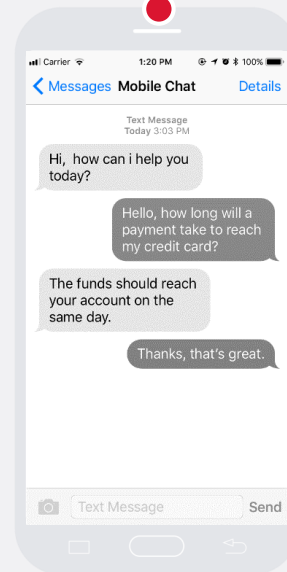 Carrier 1:20 PM 100%
Messages Mobile Chat Details
Text Message
Today 3:03 PM
Hi, how can i help you
today?
Hello, how long will a
payment take to reach
my credit card?
The funds should reach
your account on the
same day.
Thanks, that's great.
Text Message Send